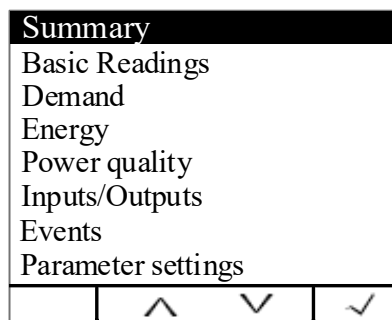 Summary
Basic Readings
Demand
Energy
Power quality
Inputs/Outputs
Events
Parameter settings